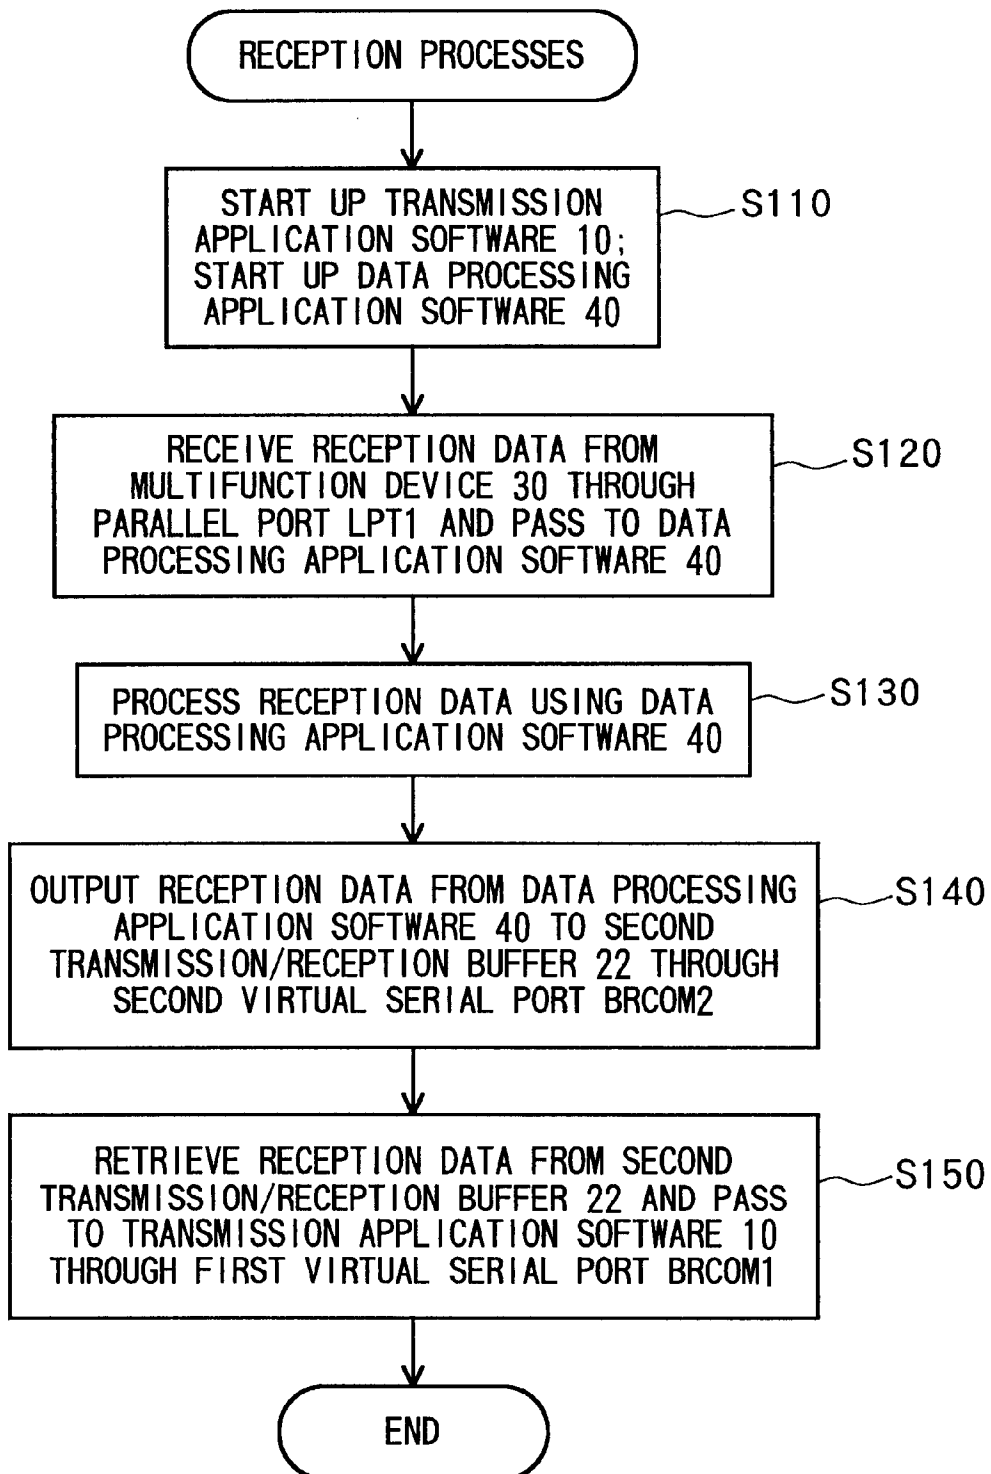 RECEPTION PROCESSES
START UP TRANSMISSION
APPLICATION SOFTWARE 10;
START UP DATA PROCESSING
APPLICATION SOFTWARE 40
S110
RECEIVE RECEPTION DATA FROM
MULTIFUNCTION DEVICE 30 THROUGH
PARALLEL PORT LPT1 AND PASS TO DATA
PROCESSING APPLICATION SOFTWARE 40
S120
PROCESS RECEPTION DATA USING DATA
PROCESSING APPLICATION SOFTWARE 40
S130
OUTPUT RECEPTION DATA FROM DATA PROCESSING
APPLICATION SOFTWARE 40 TO SECOND
TRANSMISSION/RECEPTION BUFFER 22 THROUGH
SECOND VIRTUAL SERIAL PORT BRCOM2
S140
RETRIEVE RECEPTION DATA FROM SECOND
TRANSMISSION/RECEPTION BUFFER 22 AND PASS
TO TRANSMISSION APPLICATION SOFTWARE 10
THROUGH FIRST VIRTUAL SERIAL PORT BRCOM1
S150
END